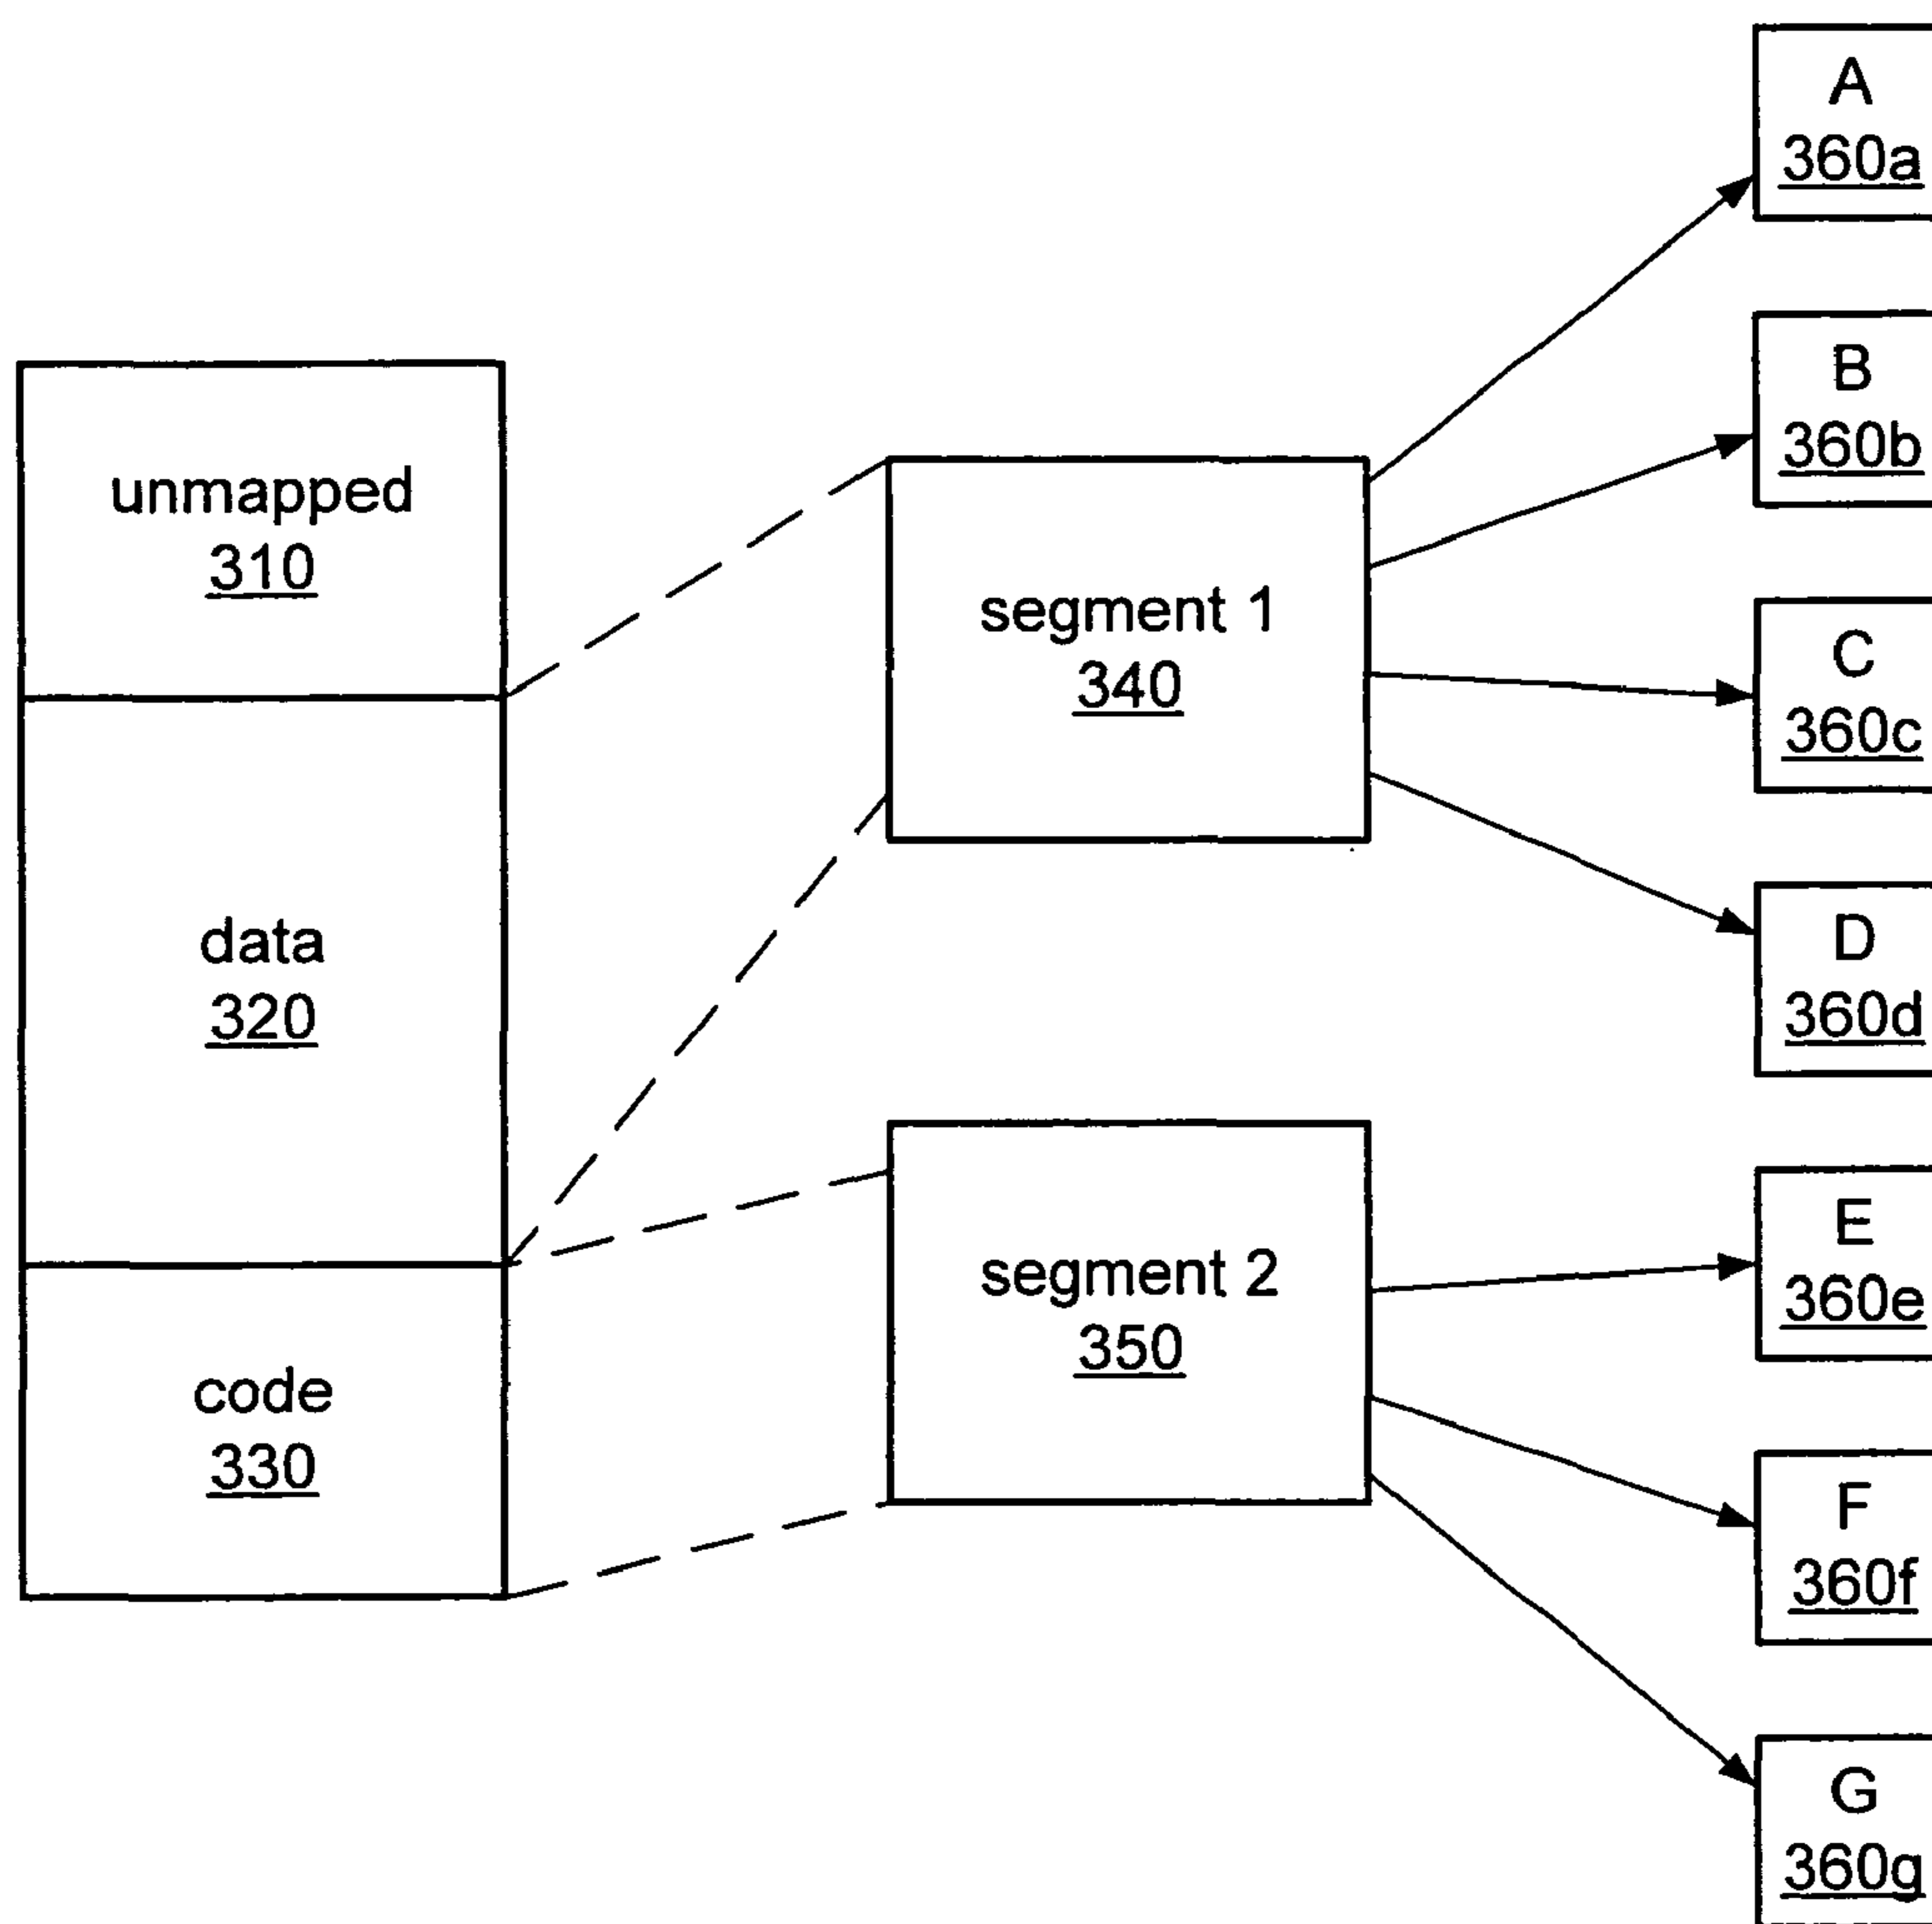 unmapped
310
data
320
code
330
segment 1
340
segment 2
350
A
360a
B
360b
C
360c
D
360d
E
360e
F
360f
G
360g